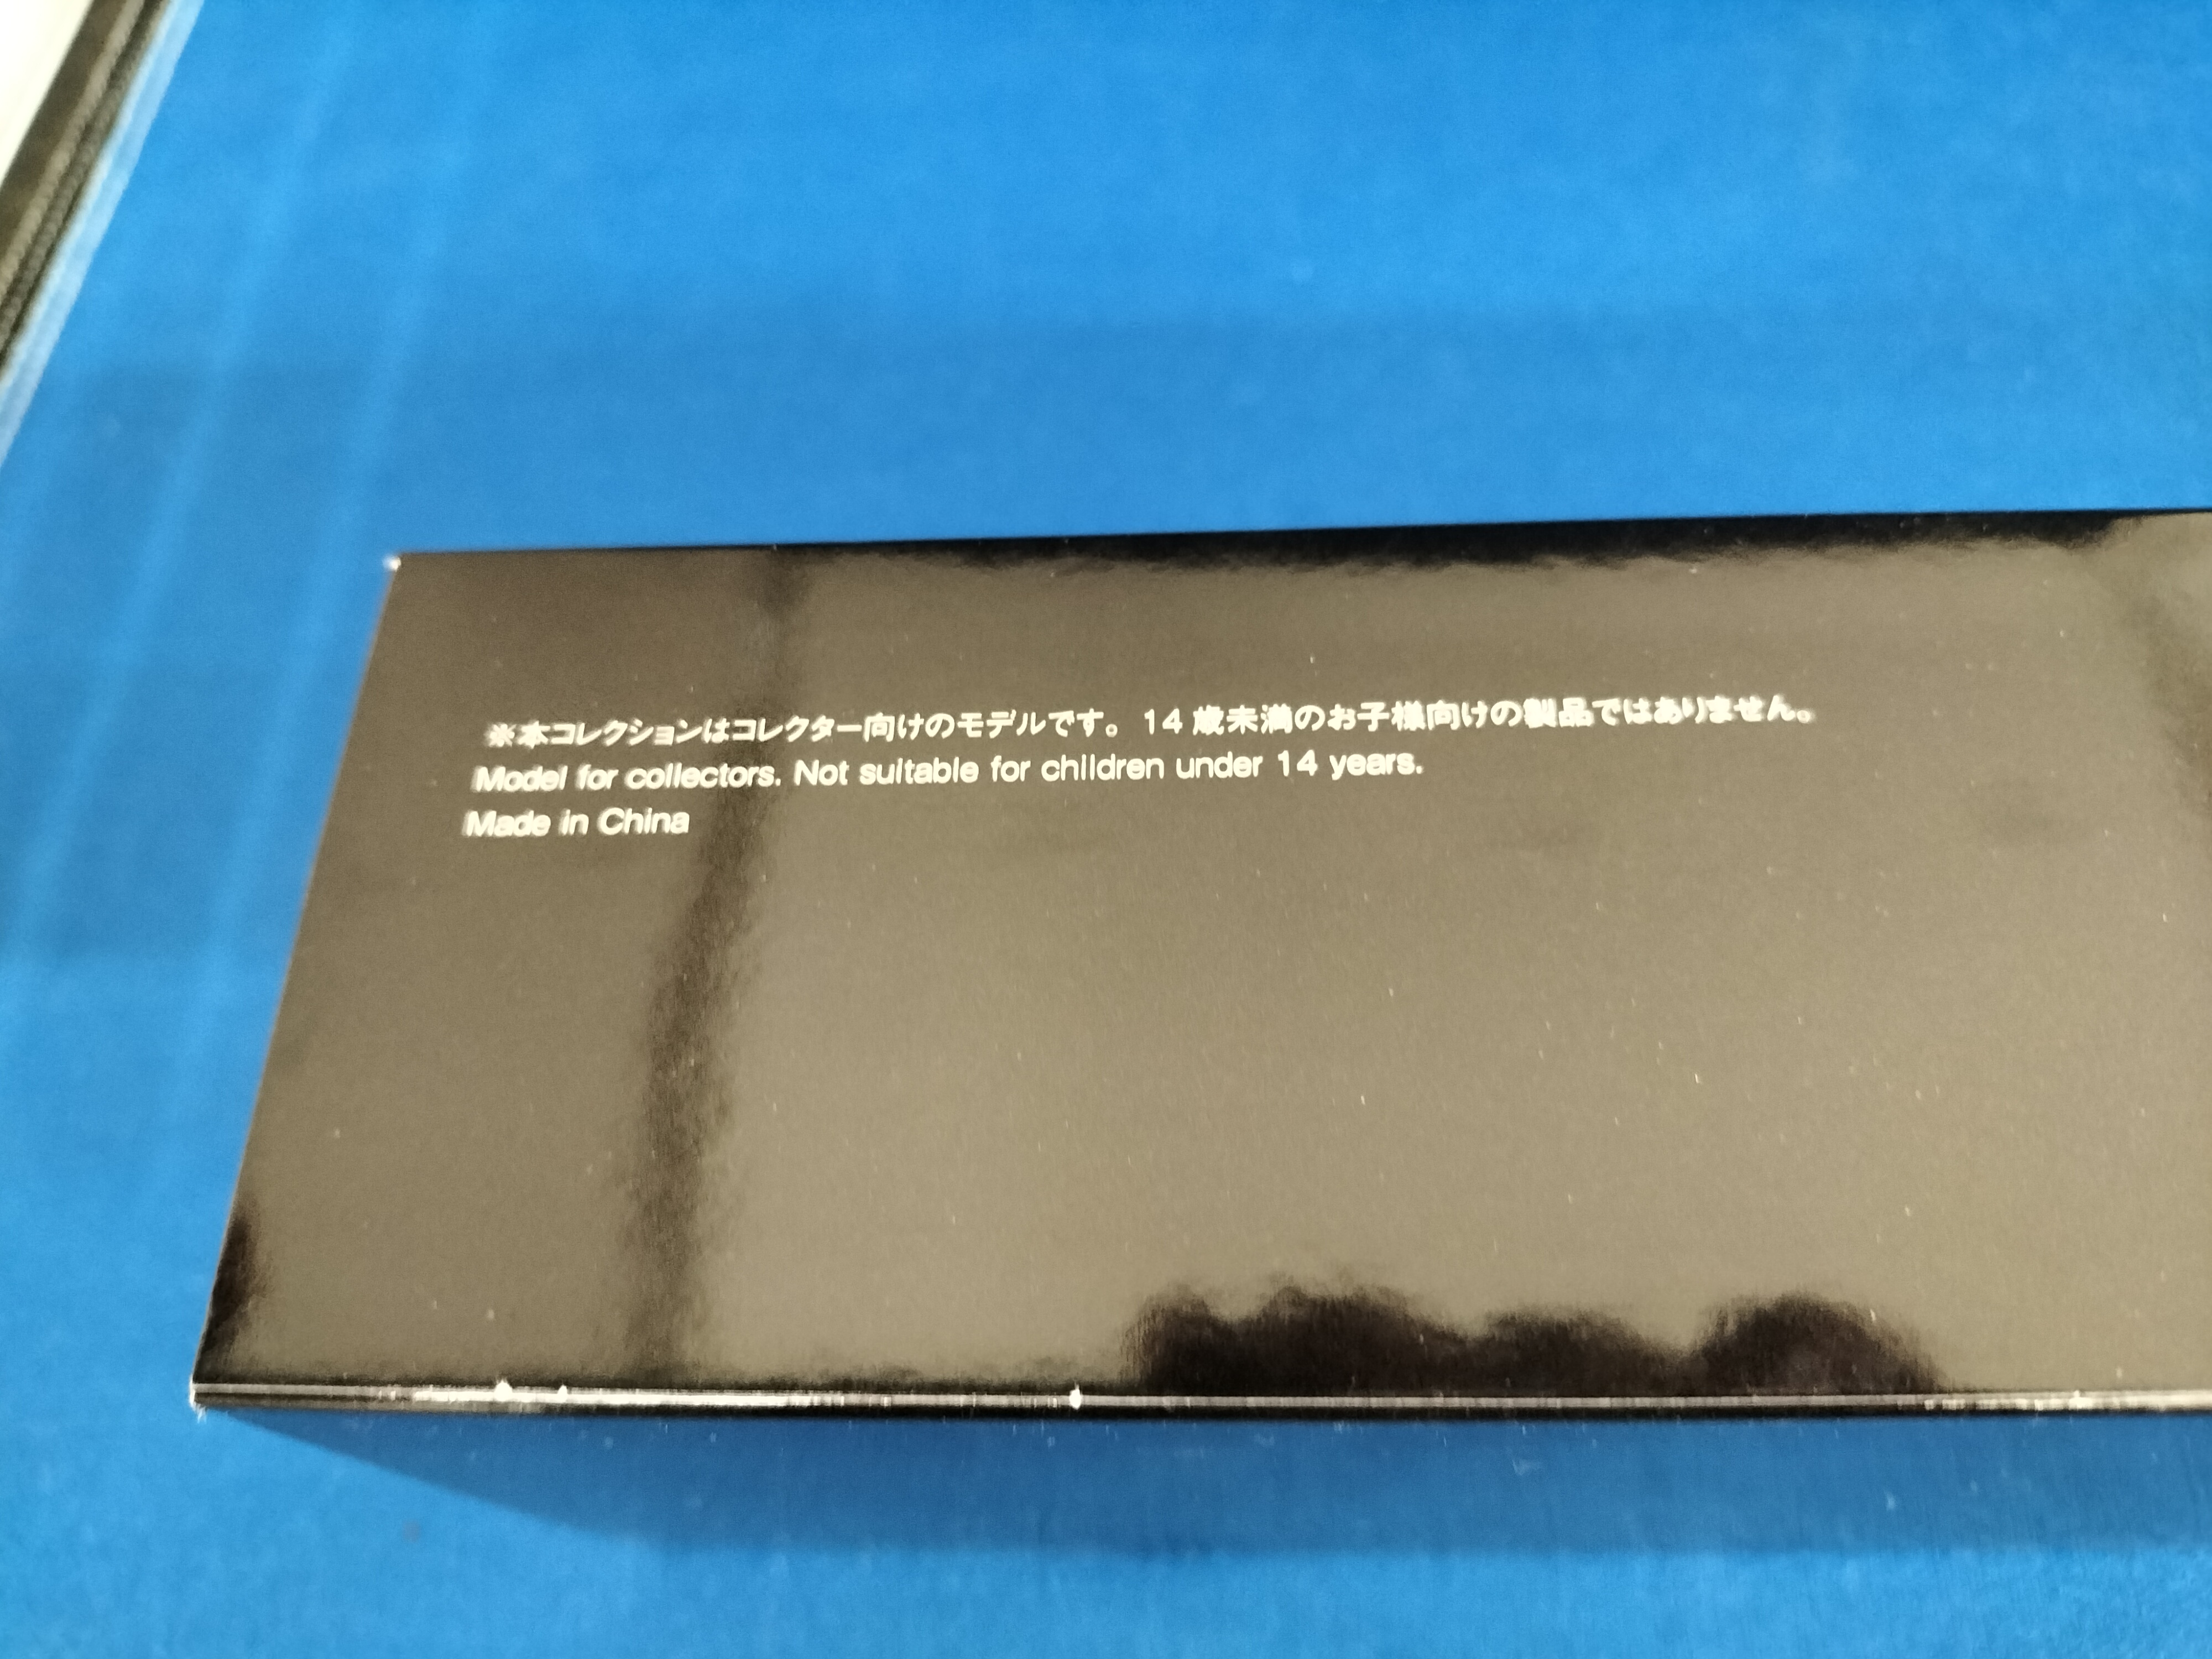 ※本コレクションはコレクター向けのモデルです。14歳未満のお子様向けの製品ではありません。
Model for collectors. Not suitable for children under 14 years.
Made in China